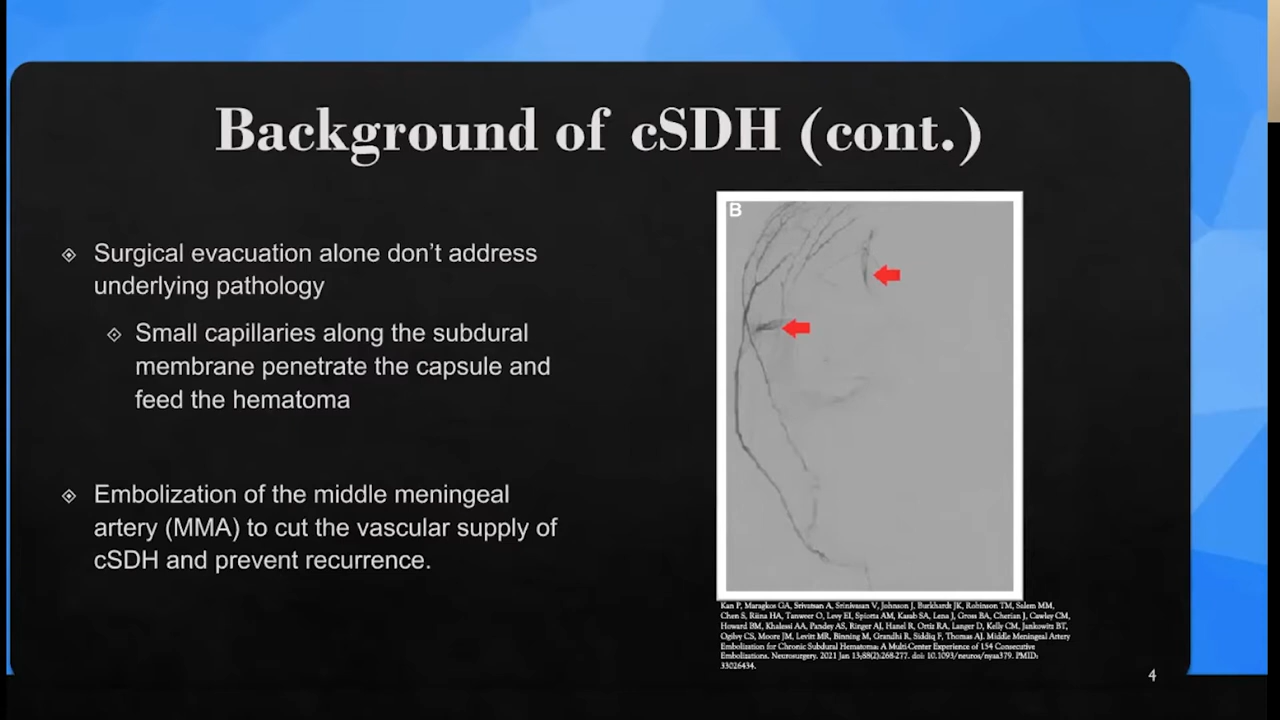 Background of cSDH (cont.)
Surgical evacuation alone don't address
underlying pathology
Small capillaries along the subdural
membrane penetrate the capsule and
feed the hematoma
Embolization of the middle meningeal
artery (MMA) to cut the vascular supply of
cSDH and prevent recurrence.
B
Kan P, Maragkos GA, Srivatsan A, Srinivasan V, Johnson J, Burkhardt JK, Robinson TM, Salem MM,
Chen S, Riina HA, Tanweer O, Levy EI, Spiotta AM, Kasab SA, Lena J, Gross BA, Cherian J, Cawley CM,
Howard BM, Khalessi AA, Pandey AS, Ringer AJ, Hanel R, Ortiz RA, Langer D, Kelly CM, Jankowitz BT,
Ogilvy CS, Moore JM, Levitt MR, Binning M, Grandhi R, Siddiq F, Thomas AJ. Middle Meningeal Artery
Embolization for Chronic Subdural Hematoma: A Multi-Center Experience of 154 Consecutive
Embolizations. Neurosurgery. 2021 Jan 13;88(2):268-277. doi: 10.1093/neuros/nyaa379. PMID:
33026434.
4